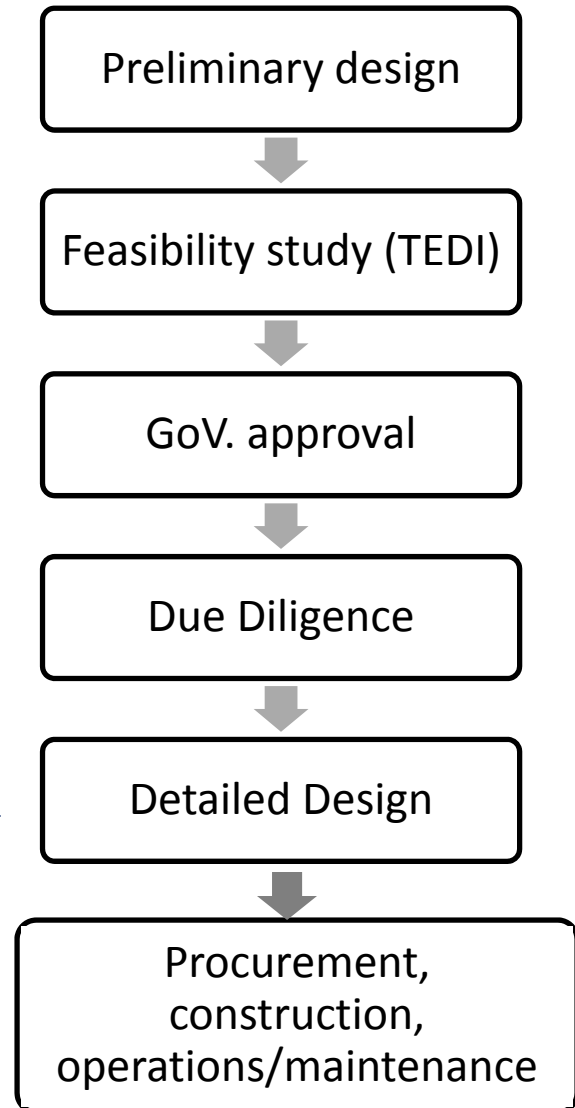 Preliminary design
Feasibility study (TEDI)
GoV. approval
Due Diligence
Detailed Design
Procurement,
construction,
operations/maintenance